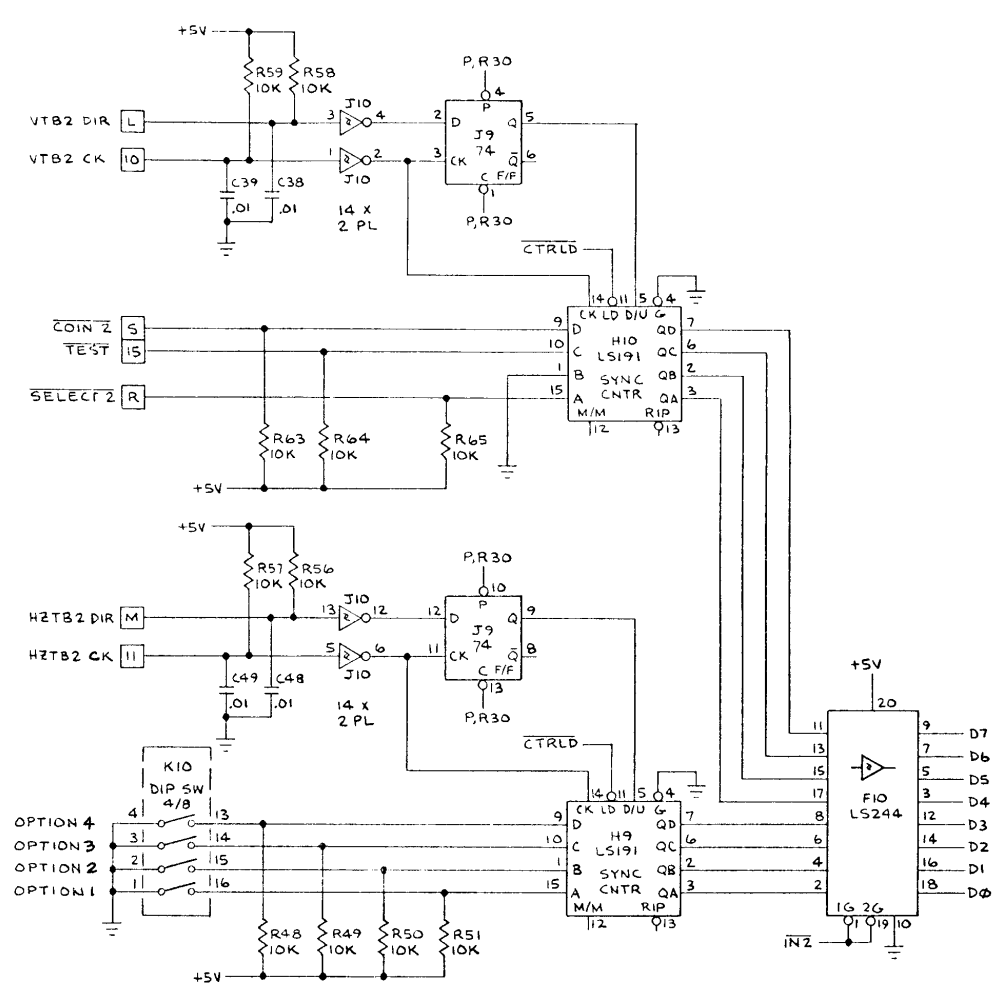 +5V
R59 10K
R58 10K
P,R30
4
P
VTB2 DIR L
3 J10 4
2 D Q 5
J9
74
VTB2 CK 10
1 J10 2
3 CK Q 6
C F/F
1
P,R30
C39 .01
C38 .01
14 X
2 PL
CTRLD
14 11 5 4
CK LD D/U G
COIN 2 S
9 D QD 7
TEST 15
10 C QC 6
H10
LS191
1 B QB 2
SYNC
CNTR
SELECT 2 R
15 A QA 3
M/M RIP
12 13
R63 10K
R64 10K
R65 10K
+5V
+5V
R57 10K
R56 10K
P,R30
10
P
HZTB2 DIR M
13 J10 12
12 D Q 9
J9
74
HZTB2 CK 11
5 J10 6
11 CK Q 8
C F/F
13
P,R30
C49 .01
C48 .01
14 X
2 PL
CTRLD
14 11 5 4
CK LD D/U G
K10
DIP SW
4/8
OPTION 4 4 13
OPTION 3 3 14
OPTION 2 2 15
OPTION 1 1 16
9 D QD 7
10 C QC 6
H9
LS191
1 B QB 2
SYNC
CNTR
15 A QA 3
M/M RIP
12 13
R48 10K
R49 10K
R50 10K
R51 10K
+5V
+5V
20
11 9 D7
13 7 D6
15 5 D5
17 3 D4
F10
LS244
8 12 D3
6 14 D2
4 16 D1
2 18 DØ
1G 2G
1 19 10
IN2